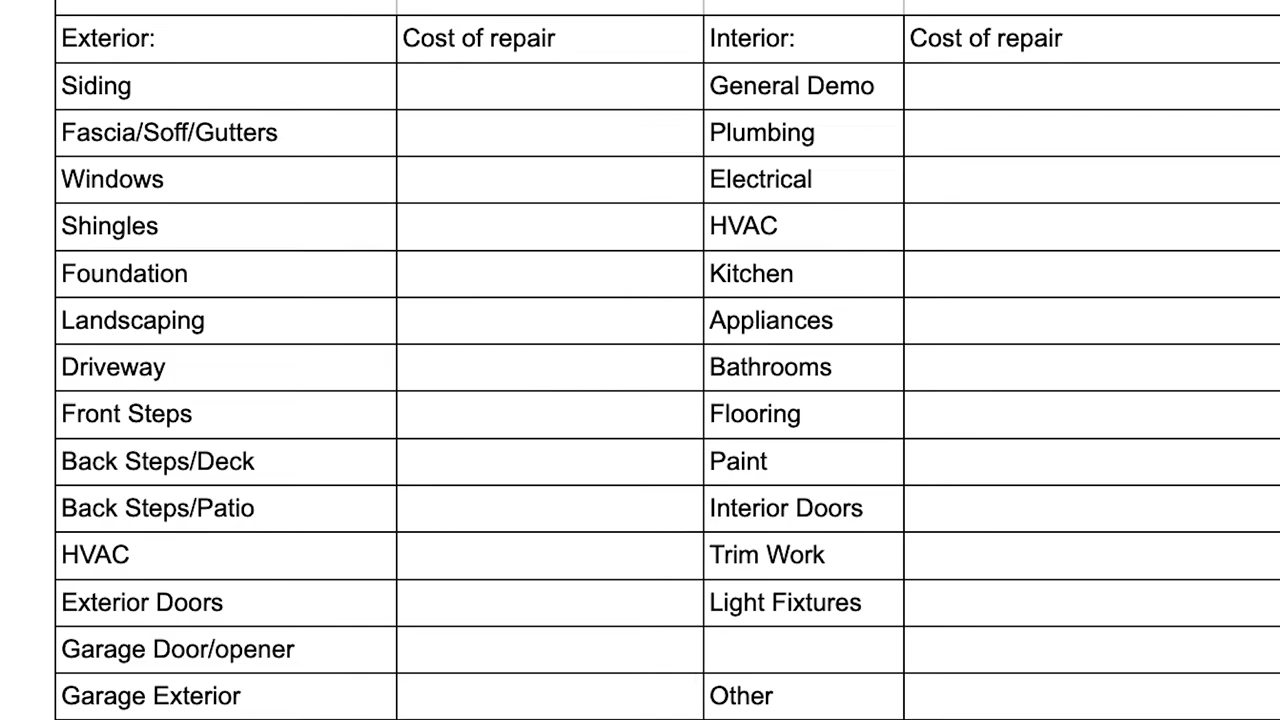 Exterior: Cost of repair Interior: Cost of repair
Siding General Demo
Fascia/Soff/Gutters Plumbing
Windows Electrical
Shingles HVAC
Foundation Kitchen
Landscaping Appliances
Driveway Bathrooms
Front Steps Flooring
Back Steps/Deck Paint
Back Steps/Patio Interior Doors
HVAC Trim Work
Exterior Doors Light Fixtures
Garage Door/opener
Garage Exterior Other